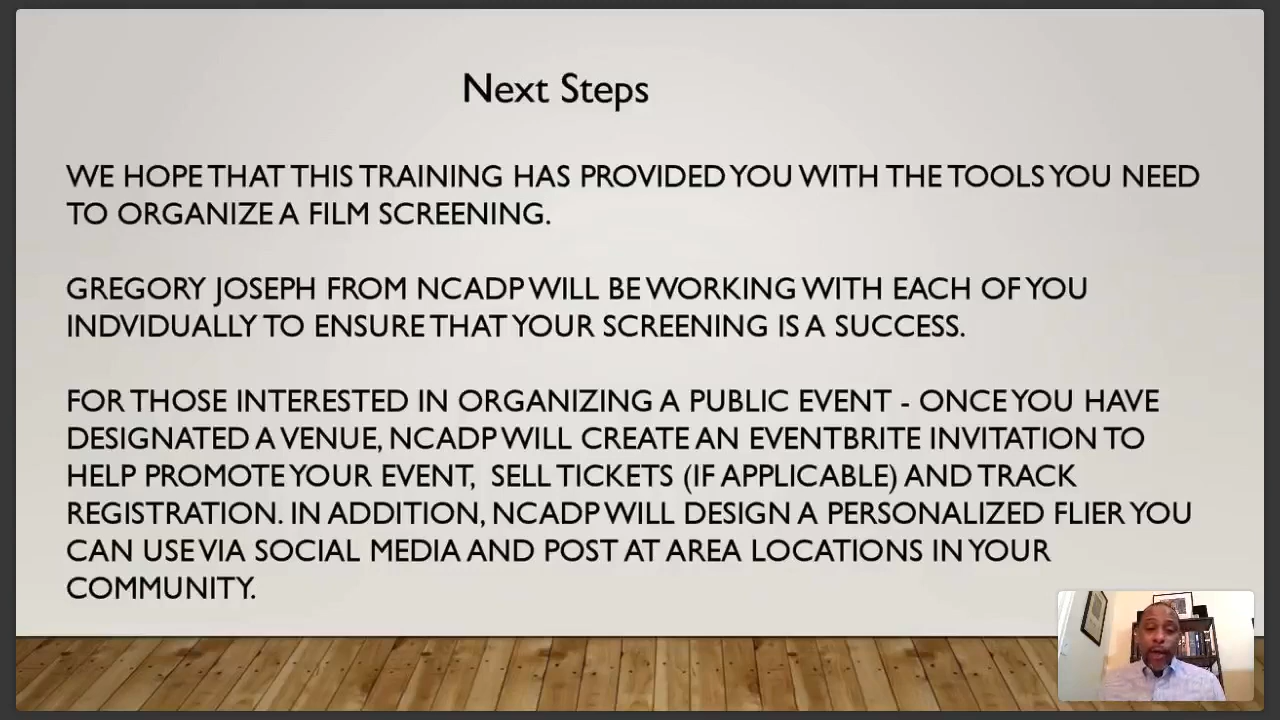 Next Steps
WE HOPE THAT THIS TRAINING HAS PROVIDED YOU WITH THE TOOLS YOU NEED
TO ORGANIZE A FILM SCREENING.
GREGORY JOSEPH FROM NCADP WILL BE WORKING WITH EACH OF YOU
INDVIDUALLY TO ENSURE THAT YOUR SCREENING IS A SUCCESS.
FOR THOSE INTERESTED IN ORGANIZING A PUBLIC EVENT - ONCE YOU HAVE
DESIGNATED A VENUE, NCADP WILL CREATE AN EVENTBRITE INVITATION TO
HELP PROMOTE YOUR EVENT,  SELL TICKETS (IF APPLICABLE) AND TRACK
REGISTRATION. IN ADDITION, NCADP WILL DESIGN A PERSONALIZED FLIER YOU
CAN USE VIA SOCIAL MEDIA AND POST AT AREA LOCATIONS IN YOUR
COMMUNITY.